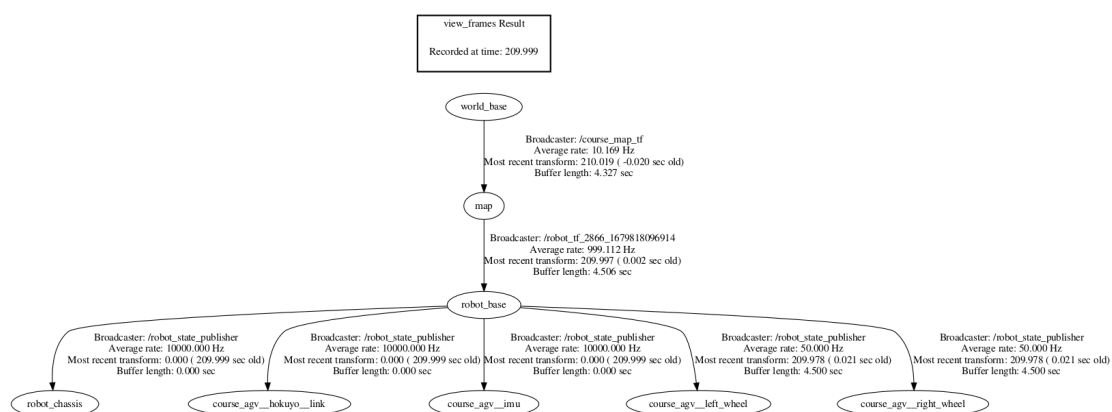 view_frames Result
Recorded at time: 209.999
world_base
Broadcaster: /course_map_tf
Average rate: 10.169 Hz
Most recent transform: 210.019 ( -0.020 sec old)
Buffer length: 4.327 sec
map
Broadcaster: /robot_tf_2866_1679818096914
Average rate: 999.112 Hz
Most recent transform: 209.997 ( 0.002 sec old)
Buffer length: 4.506 sec
robot_base
Broadcaster: /robot_state_publisher
Average rate: 10000.000 Hz
Most recent transform: 0.000 ( 209.999 sec old)
Buffer length: 0.000 sec
Broadcaster: /robot_state_publisher
Average rate: 10000.000 Hz
Most recent transform: 0.000 ( 209.999 sec old)
Buffer length: 0.000 sec
Broadcaster: /robot_state_publisher
Average rate: 10000.000 Hz
Most recent transform: 0.000 ( 209.999 sec old)
Buffer length: 0.000 sec
Broadcaster: /robot_state_publisher
Average rate: 50.000 Hz
Most recent transform: 209.978 ( 0.021 sec old)
Buffer length: 4.500 sec
Broadcaster: /robot_state_publisher
Average rate: 50.000 Hz
Most recent transform: 209.978 ( 0.021 sec old)
Buffer length: 4.500 sec
robot_chassis
course_agv__hokuyo__link
course_agv__imu
course_agv__left_wheel
course_agv__right_wheel